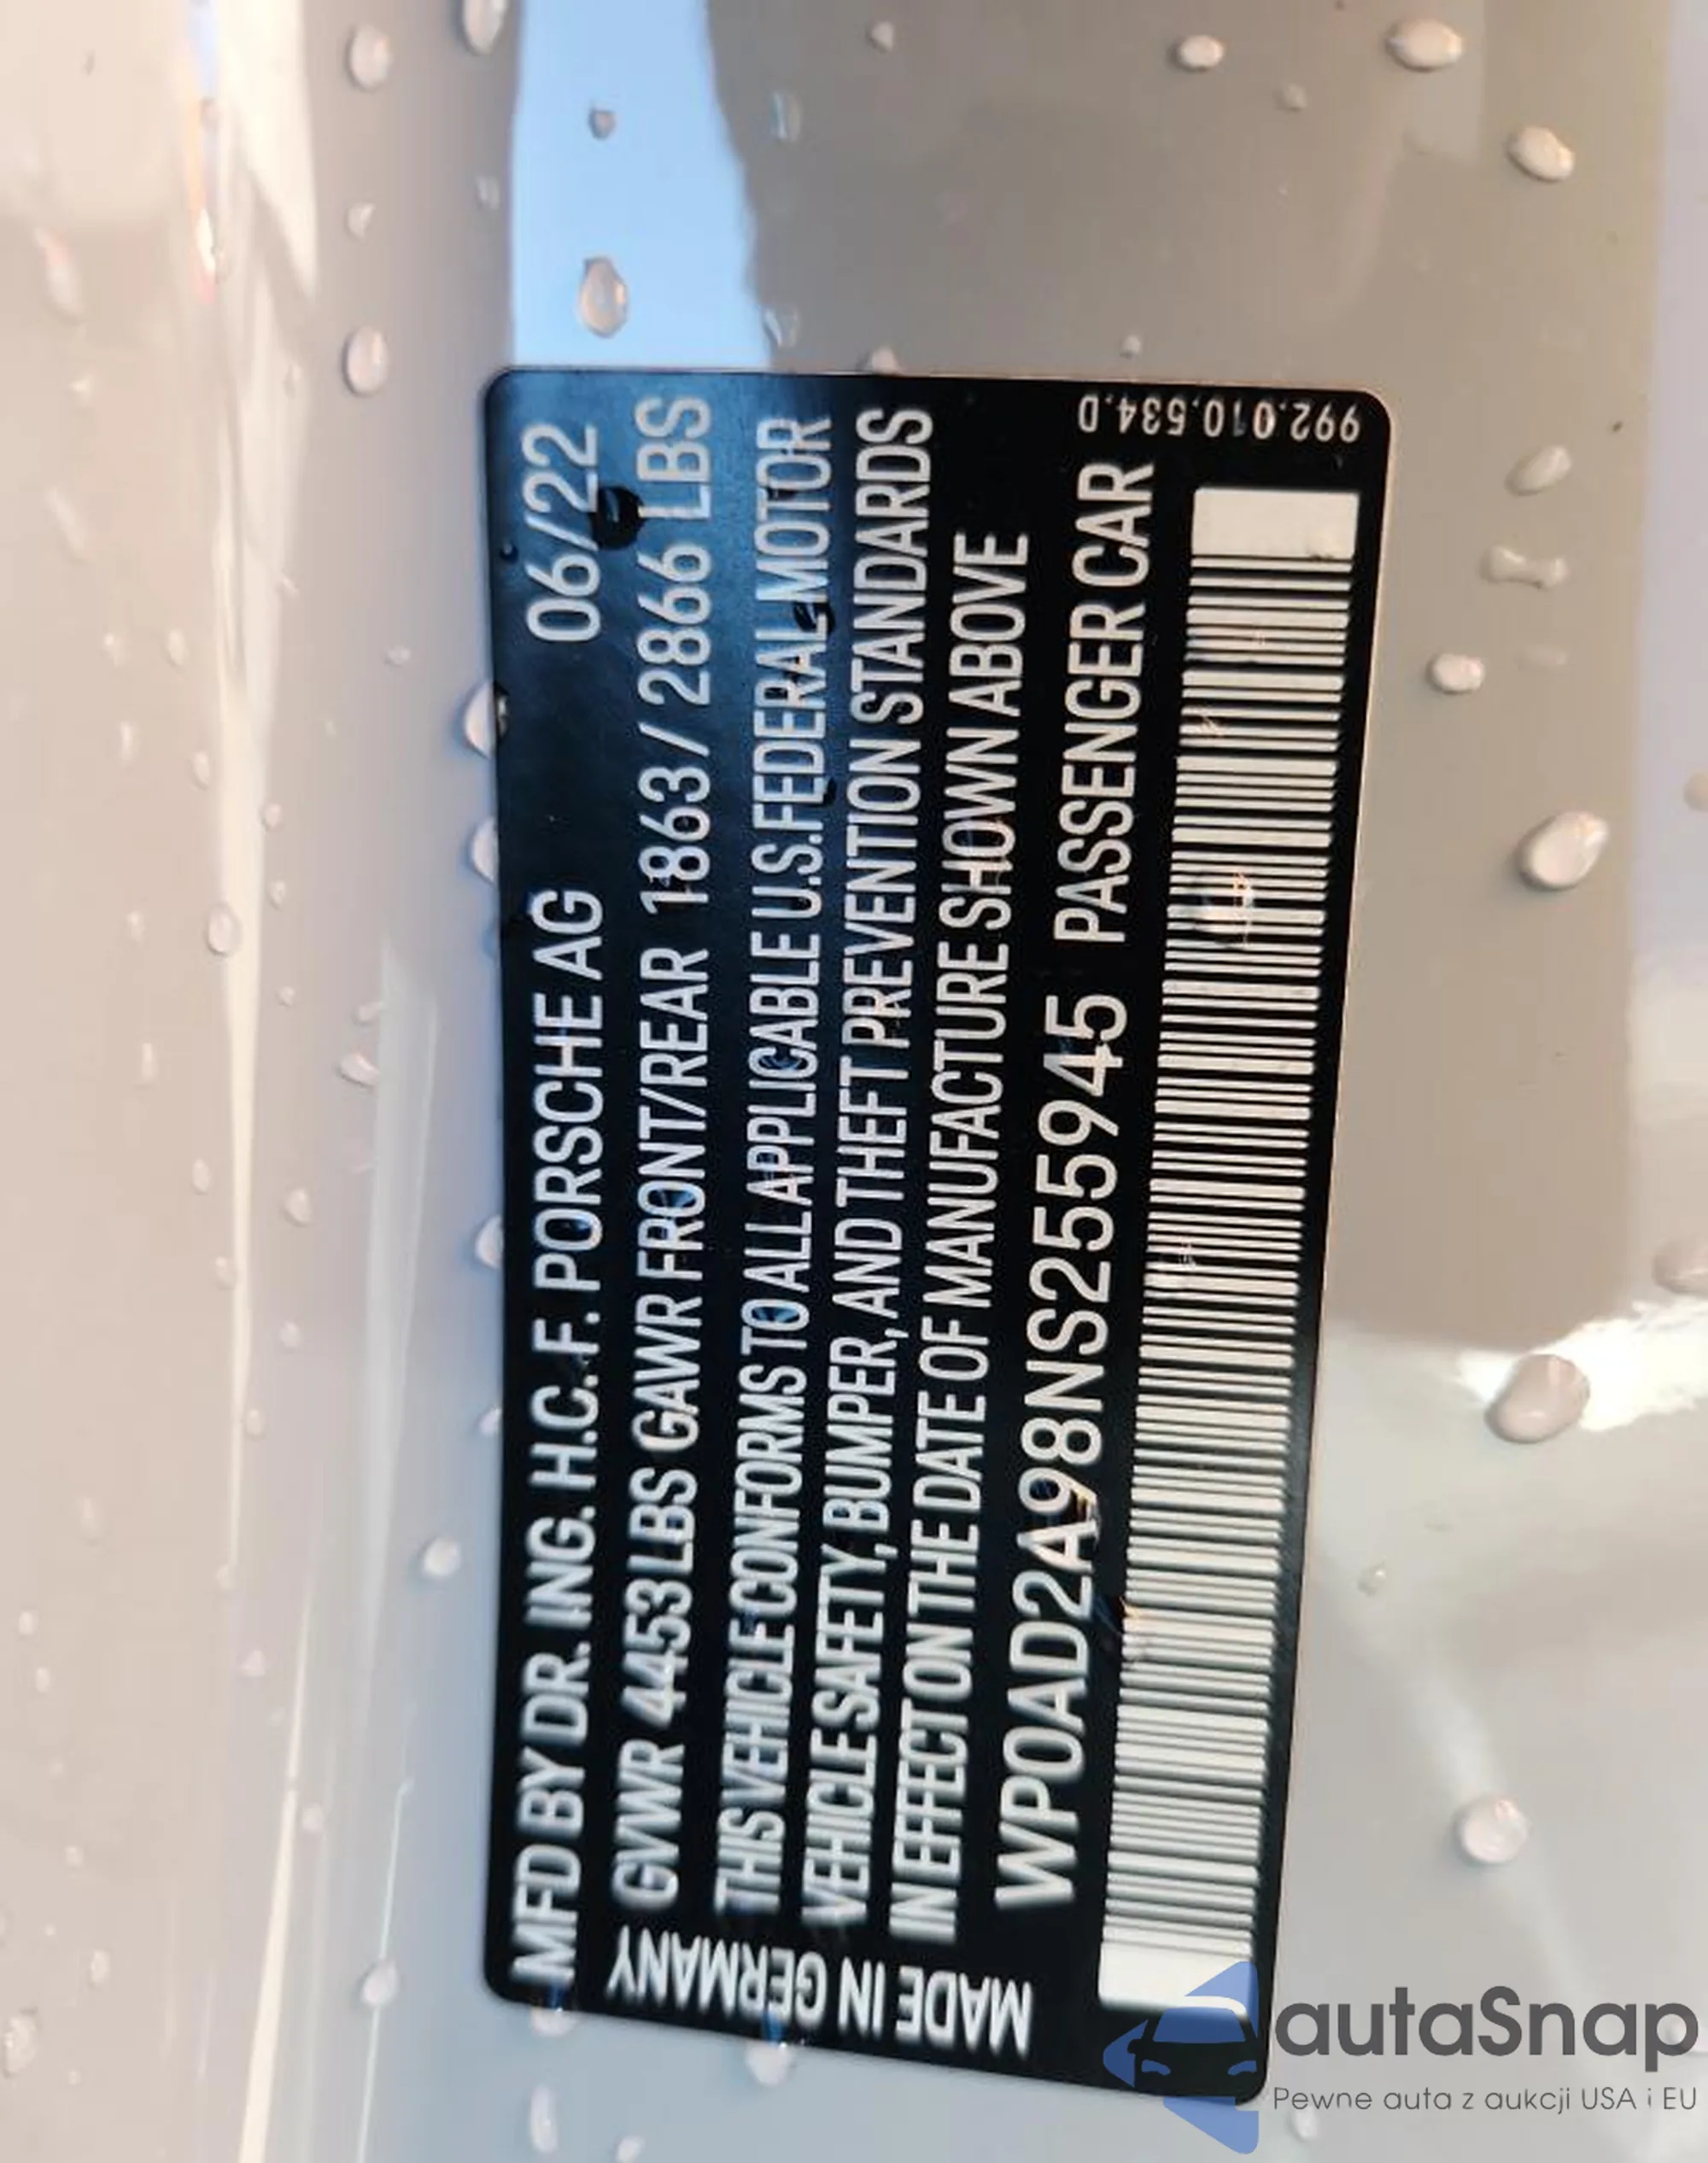 MFD BY DR. ING. H.C. F. PORSCHE AG 06/22
GVWR 4453 LBS GAWR FRONT/REAR 1863 / 2866 LBS
THIS VEHICLE CONFORMS TO ALL APPLICABLE U.S. FEDERAL MOTOR
VEHICLE SAFETY, BUMPER, AND THEFT PREVENTION STANDARDS
IN EFFECT ON THE DATE OF MANUFACTURE SHOWN ABOVE
WP0AD2A98NS255945 PASSENGER CAR
MADE IN GERMANY
992.010.534.D
autaSnap
Pewne auta z aukcji USA i EU